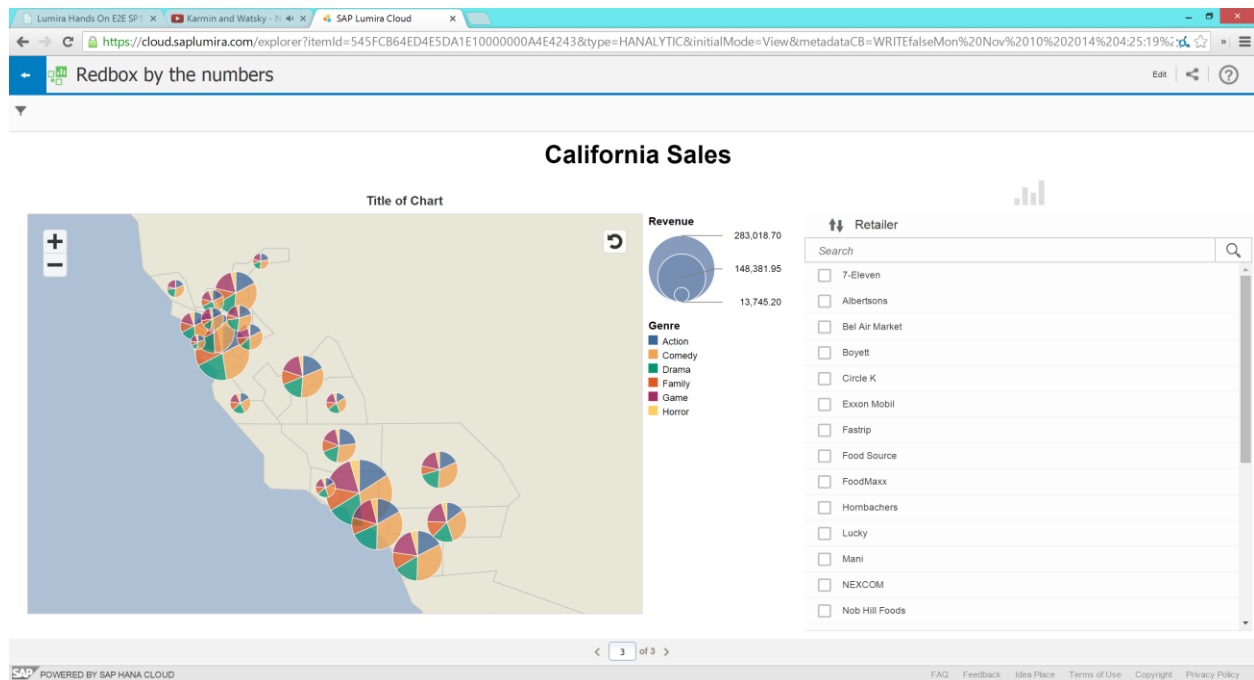 Lumira Hands On E2E SP1
Karmin and Watsky - N
SAP Lumira Cloud
https://cloud.saplumira.com/explorer?itemId=545FCB64ED4E5DA1E10000000A4E4243&type=HANALYTIC&initialMode=View&metadataCB=WRITEfalseMon%20Nov%2010%202014%204:25:19%2
Redbox by the numbers
Edit
California Sales
Title of Chart
Revenue
283,018.70
148,381.95
13,745.20
Genre
Action
Comedy
Drama
Family
Game
Horror
Retailer
Search
7-Eleven
Albertsons
Bel Air Market
Boyett
Circle K
Exxon Mobil
Fastrip
Food Source
FoodMaxx
Hornbachers
Lucky
Mani
NEXCOM
Nob Hill Foods
3 of 3
SAP POWERED BY SAP HANA CLOUD
FAQ Feedback Idea Place Terms of Use Copyright Privacy Policy